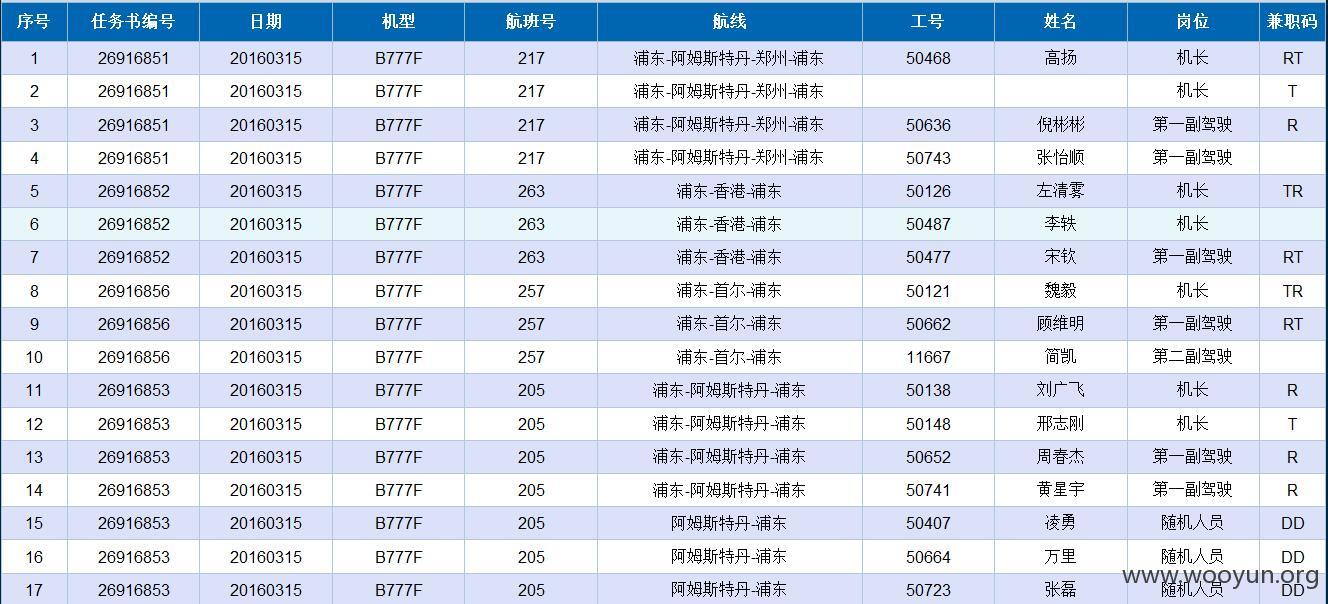 序号 任务书编号 日期 机型 航班号 航线 工号 姓名 岗位 兼职码
1 26916851 20160315 B777F 217 浦东-阿姆斯特丹-郑州-浦东 50468 高扬 机长 RT
2 26916851 20160315 B777F 217 浦东-阿姆斯特丹-郑州-浦东 机长 T
3 26916851 20160315 B777F 217 浦东-阿姆斯特丹-郑州-浦东 50636 倪彬彬 第一副驾驶 R
4 26916851 20160315 B777F 217 浦东-阿姆斯特丹-郑州-浦东 50743 张怡顺 第一副驾驶
5 26916852 20160315 B777F 263 浦东-香港-浦东 50126 左清雾 机长 TR
6 26916852 20160315 B777F 263 浦东-香港-浦东 50487 李轶 机长
7 26916852 20160315 B777F 263 浦东-香港-浦东 50477 宋钦 第一副驾驶 RT
8 26916856 20160315 B777F 257 浦东-首尔-浦东 50121 魏毅 机长 TR
9 26916856 20160315 B777F 257 浦东-首尔-浦东 50662 顾维明 第一副驾驶 RT
10 26916856 20160315 B777F 257 浦东-首尔-浦东 11667 简凯 第二副驾驶
11 26916853 20160315 B777F 205 浦东-阿姆斯特丹-浦东 50138 刘广飞 机长 R
12 26916853 20160315 B777F 205 浦东-阿姆斯特丹-浦东 50148 邢志刚 机长 T
13 26916853 20160315 B777F 205 浦东-阿姆斯特丹-浦东 50652 周春杰 第一副驾驶 R
14 26916853 20160315 B777F 205 浦东-阿姆斯特丹-浦东 50741 黄星宇 第一副驾驶 R
15 26916853 20160315 B777F 205 阿姆斯特丹-浦东 50407 凌勇 随机人员 DD
16 26916853 20160315 B777F 205 阿姆斯特丹-浦东 50664 万里 随机人员 DD
17 26916853 20160315 B777F 205 阿姆斯特丹-浦东 50723 张磊 随机人员 DD
www.wooyun.org